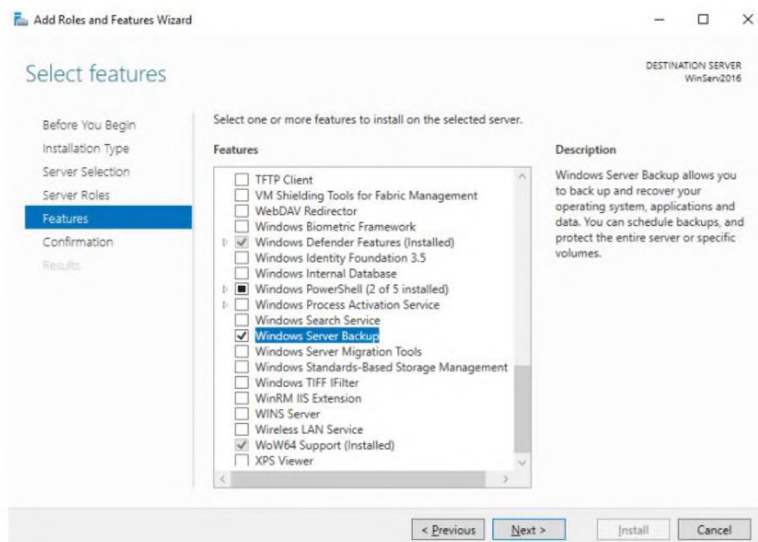 Add Roles and Features Wizard
Select features
DESTINATION SERVER
WinServ2016
Before You Begin
Installation Type
Server Selection
Server Roles
Features
Confirmation
Results
Select one or more features to install on the selected server.
Features
TFTP Client
VM Shielding Tools for Fabric Management
WebDAV Redirector
Windows Biometric Framework
Windows Defender Features (Installed)
Windows Identity Foundation 3.5
Windows Internal Database
Windows PowerShell (2 of 5 installed)
Windows Process Activation Service
Windows Search Service
Windows Server Backup
Windows Server Migration Tools
Windows Standards-Based Storage Management
Windows TIFF IFilter
WinRM IIS Extension
WINS Server
Wireless LAN Service
WoW64 Support (Installed)
XPS Viewer
Description
Windows Server Backup allows you
to back up and recover your
operating system, applications and
data. You can schedule backups, and
protect the entire server or specific
volumes.
< Previous
Next >
Install
Cancel